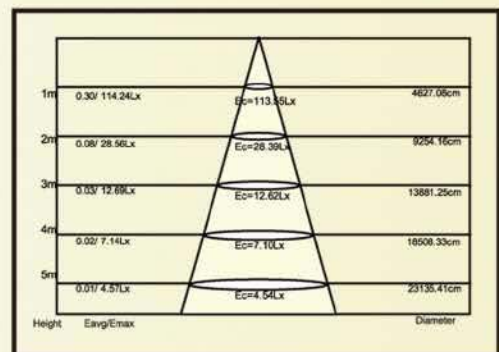 1m 0.30/ 114.24Lx Ec=113.55Lx 4627.08cm
2m 0.08/ 28.56Lx Ec=28.39Lx 9254.16cm
3m 0.03/ 12.69Lx Ec=12.62Lx 13881.25cm
4m 0.02/ 7.14Lx Ec=7.10Lx 18508.33cm
5m 0.01/ 4.57Lx Ec=4.54Lx 23135.41cm
Height Eavg/Emax Diameter